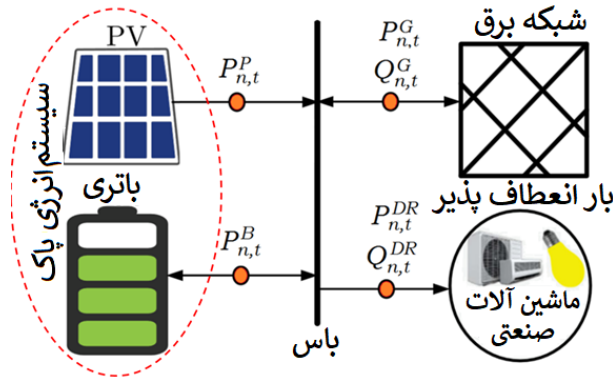 PV
P^P_{n,t}
P^G_{n,t}
Q^G_{n,t}
شبکه برق
سیستم انرژی پاک
باتری
P^B_{n,t}
باس
P^{DR}_{n,t}
Q^{DR}_{n,t}
بار انعطاف پذیر
ماشین آلات
صنعتی